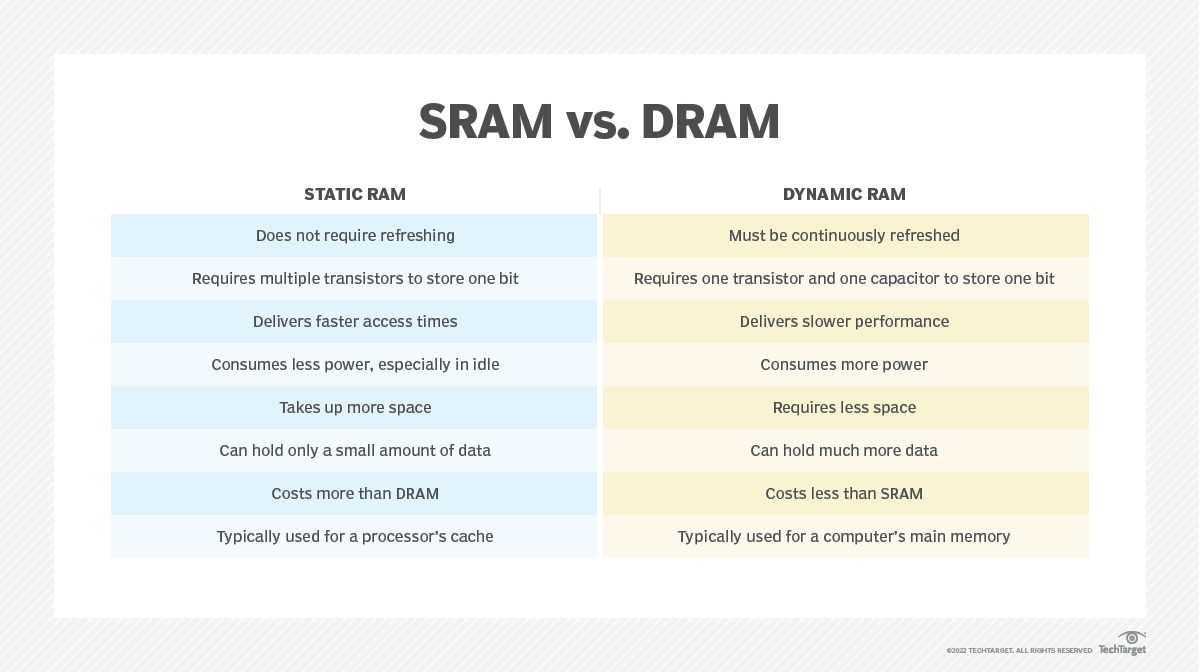 SRAM vs. DRAM
STATIC RAM
DYNAMIC RAM
Does not require refreshing
Must be continuously refreshed
Requires multiple transistors to store one bit
Requires one transistor and one capacitor to store one bit
Delivers faster access times
Delivers slower performance
Consumes less power, especially in idle
Consumes more power
Takes up more space
Requires less space
Can hold only a small amount of data
Can hold much more data
Costs more than DRAM
Costs less than SRAM
Typically used for a processor’s cache
Typically used for a computer’s main memory
©2022 TECHTARGET. ALL RIGHTS RESERVED
TechTarget